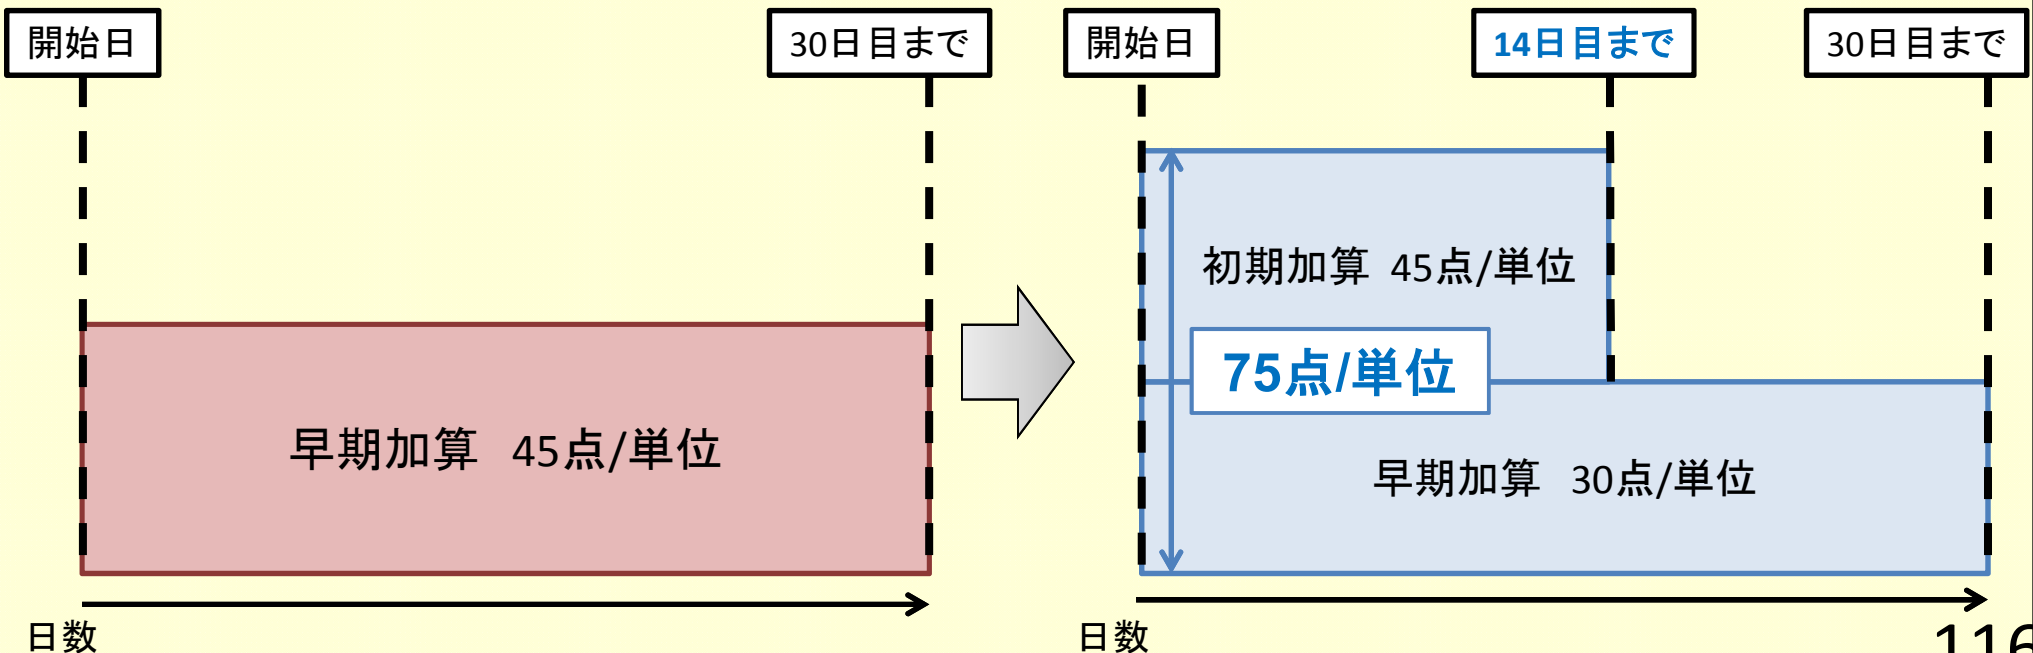 開始日
30日目まで
早期加算 45点/単位
日数
開始日
14日目まで
30日目まで
初期加算 45点/単位
75点/単位
早期加算 30点/単位
日数
116